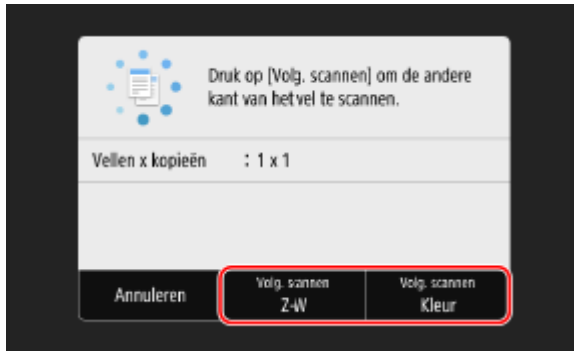 Druk op [Volg. scannen] om de andere
kant van het vel te scannen.
Vellen x kopieën : 1 x 1
Annuleren
Volg. scannen
Z-W
Volg. scannen
Kleur